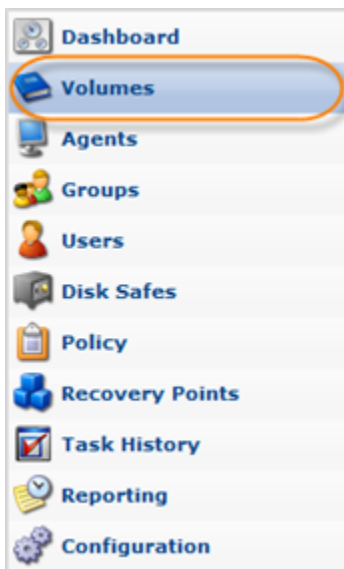 Dashboard
Volumes
Agents
Groups
Users
Disk Safes
Policy
Recovery Points
Task History
Reporting
Configuration